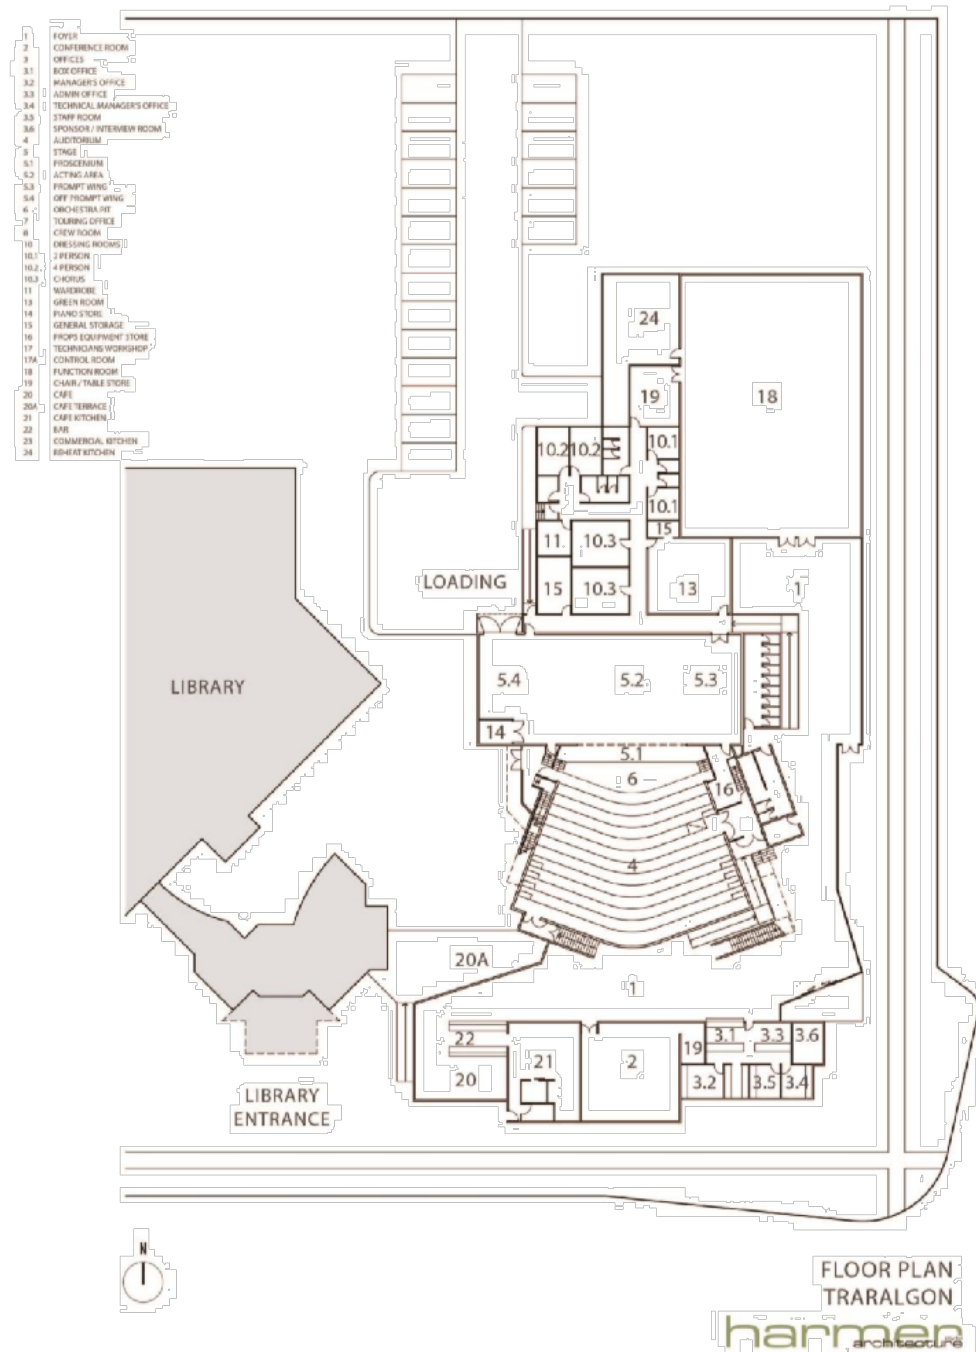 1 FOYER
2 CONFERENCE ROOM
3 OFFICES
3.1 BOX OFFICE
3.2 MANAGER'S OFFICE
3.3 ADMIN OFFICE
3.4 TECHNICAL MANAGER'S OFFICE
3.5 STAFF ROOM
3.6 SPONSOR / INTERVIEW ROOM
4 AUDITORIUM
5 STAGE
5.1 PROSCENIUM
5.2 ACTING AREA
5.3 PROMPT WING
5.4 OFF PROMPT WING
6 ORCHESTRA PIT
7 TOURING OFFICE
8 CREW ROOM
10 DRESSING ROOMS
10.1 2 PERSON
10.2 4 PERSON
10.3 CHORUS
11 WARDROBE
13 GREEN ROOM
14 PIANO STORE
15 GENERAL STORAGE
16 PROPS EQUIPMENT STORE
17 TECHNICIANS WORKSHOP
17A CONTROL ROOM
18 FUNCTION ROOM
19 CHAIR / TABLE STORE
20 CAFE
20A CAFE TERRACE
21 CAFE KITCHEN
22 BAR
23 COMMERCIAL KITCHEN
24 REHEAT KITCHEN
24
19 18
10.2 10.2 10.1
10.1
15
11 10.3
LOADING 15 10.3 13 1
LIBRARY 5.4 5.2 5.3
14
5.1
6 16
4
20A
1
22 21 2 19 3.1 3.3 3.6
20 3.2 3.5 3.4
LIBRARY
ENTRANCE
N
FLOOR PLAN
TRARALGON
harmer
architecture